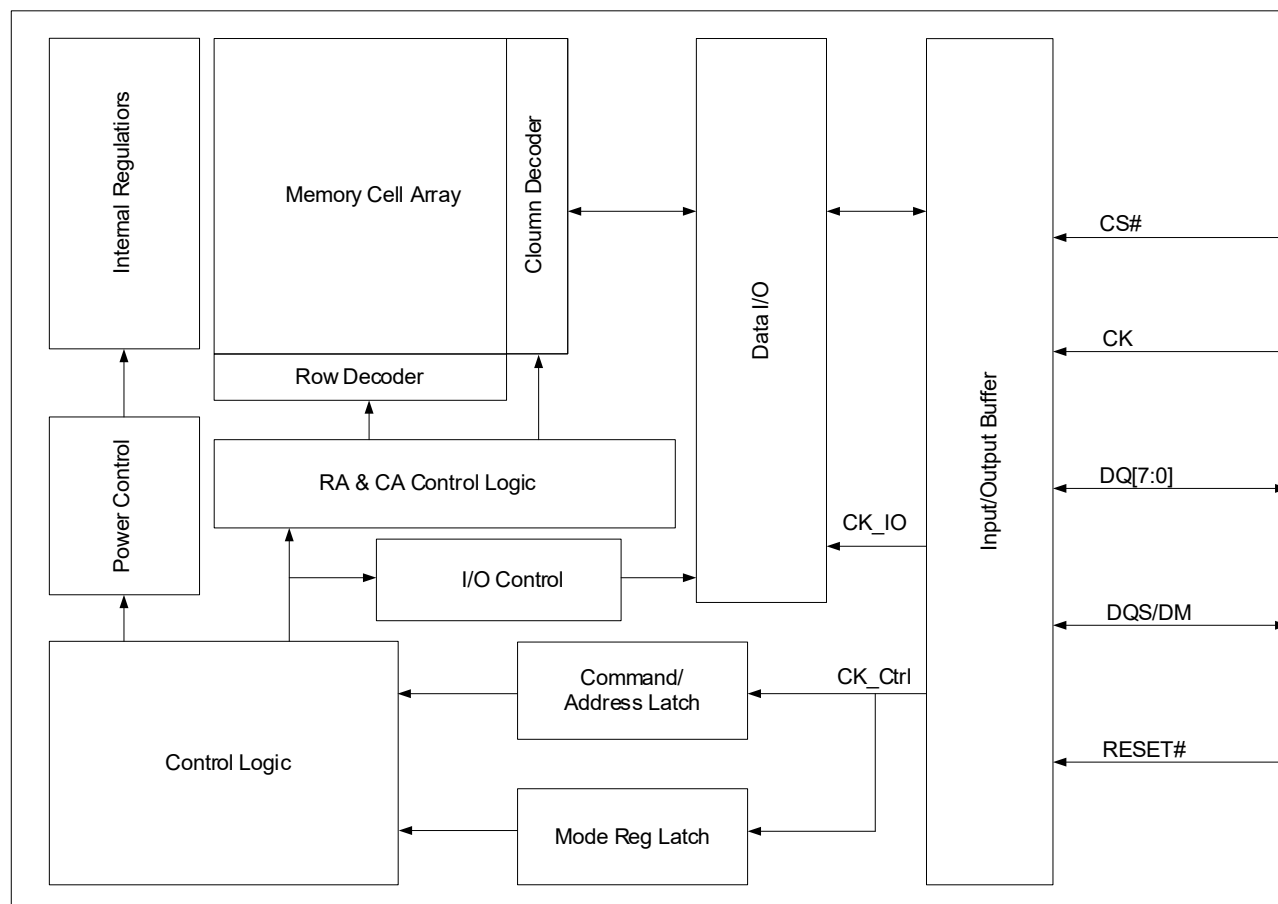 Internal Regulatiors
Memory Cell Array
Cloumn Decoder
Row Decoder
Data I/O
Input/Output Buffer
CS#
CK
DQ[7:0]
DQS/DM
RESET#
Power Control
RA & CA Control Logic
CK_IO
I/O Control
Command/
Address Latch
CK_Ctrl
Control Logic
Mode Reg Latch